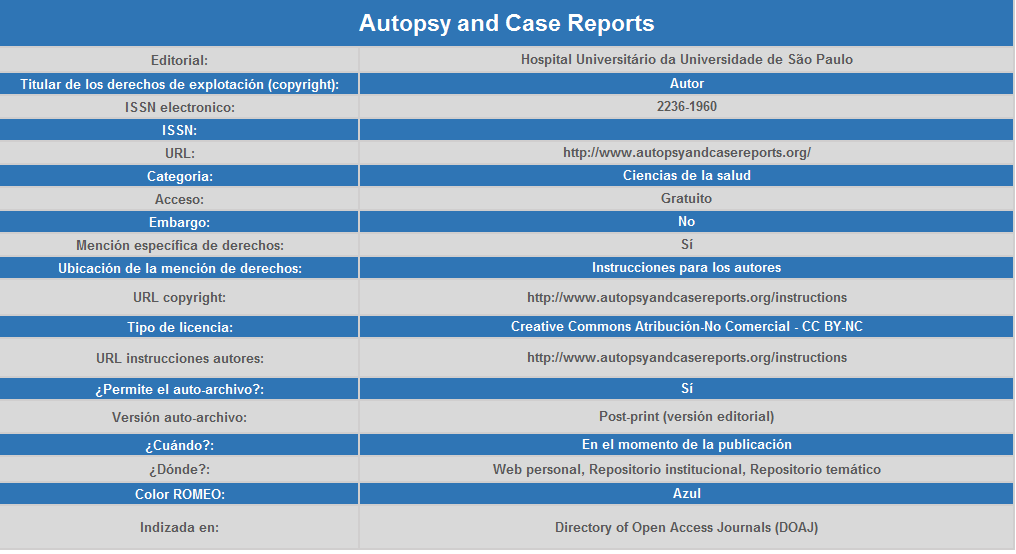 Autopsy and Case Reports
Editorial: Hospital Universitário da Universidade de São Paulo
Titular de los derechos de explotación (copyright): Autor
ISSN electronico: 2236-1960
ISSN:
URL: http://www.autopsyandcasereports.org/
Categoria: Ciencias de la salud
Acceso: Gratuito
Embargo: No
Mención específica de derechos: Sí
Ubicación de la mención de derechos: Instrucciones para los autores
URL copyright: http://www.autopsyandcasereports.org/instructions
Tipo de licencia: Creative Commons Atribución-No Comercial - CC BY-NC
URL instrucciones autores: http://www.autopsyandcasereports.org/instructions
¿Permite el auto-archivo?: Sí
Versión auto-archivo: Post-print (versión editorial)
¿Cuándo?: En el momento de la publicación
¿Dónde?: Web personal, Repositorio institucional, Repositorio temático
Color ROMEO: Azul
Indizada en: Directory of Open Access Journals (DOAJ)